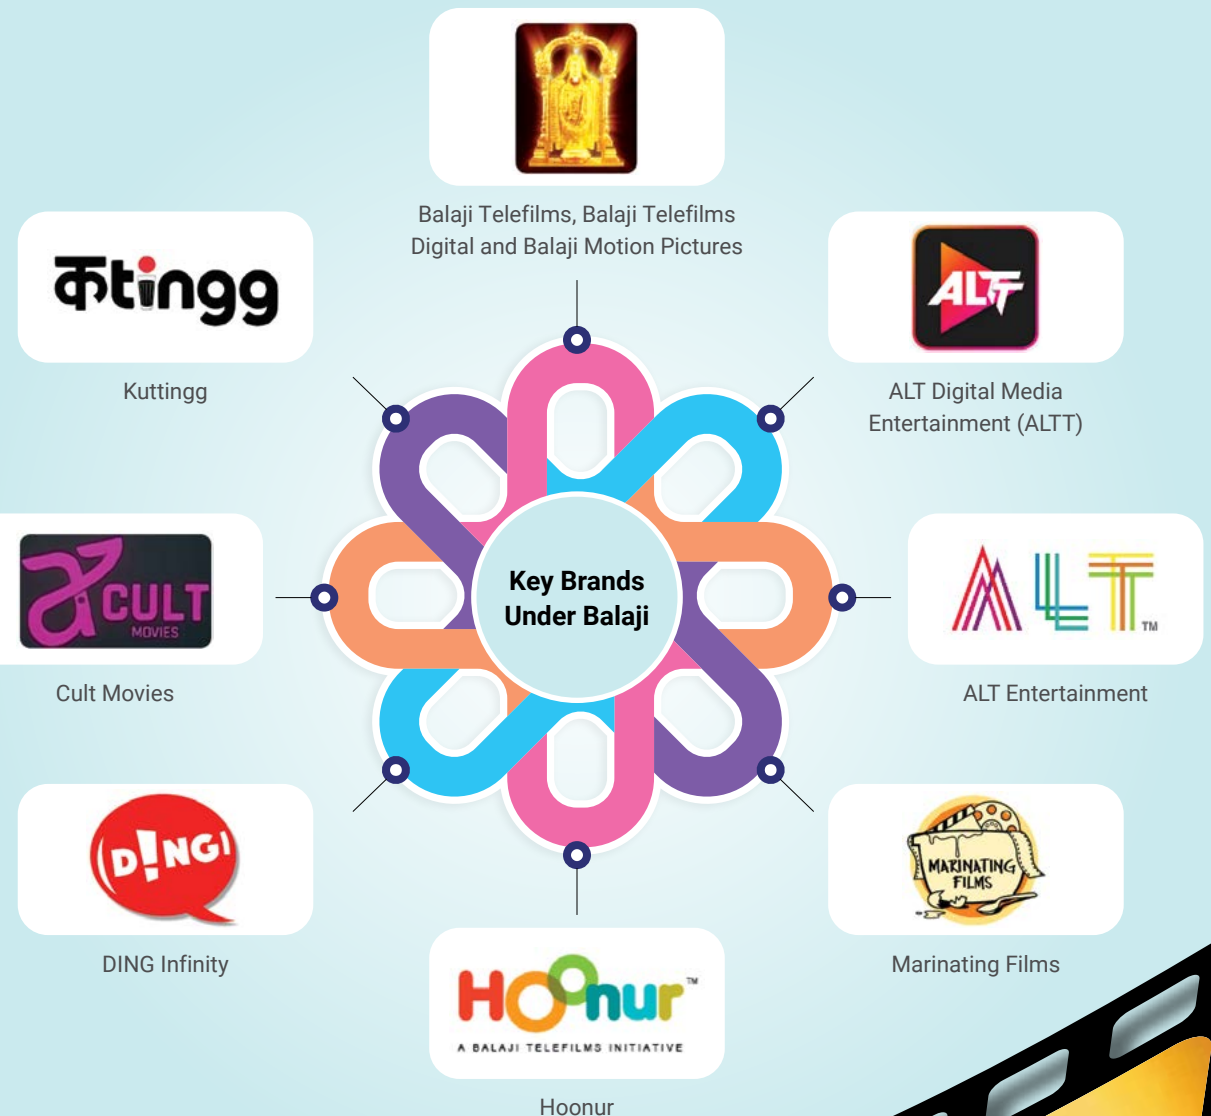 Balaji Telefilms, Balaji Telefilms
Digital and Balaji Motion Pictures
कtingg
Kuttingg
ALTT
ALT Digital Media
Entertainment (ALTT)
Key Brands
Under Balaji
CULT
MOVIES
Cult Movies
ALT TM
ALT Entertainment
D!NG
DING Infinity
MARINATING
FILMS
Marinating Films
HOOnur TM
A BALAJI TELEFILMS INITIATIVE
Hoonur